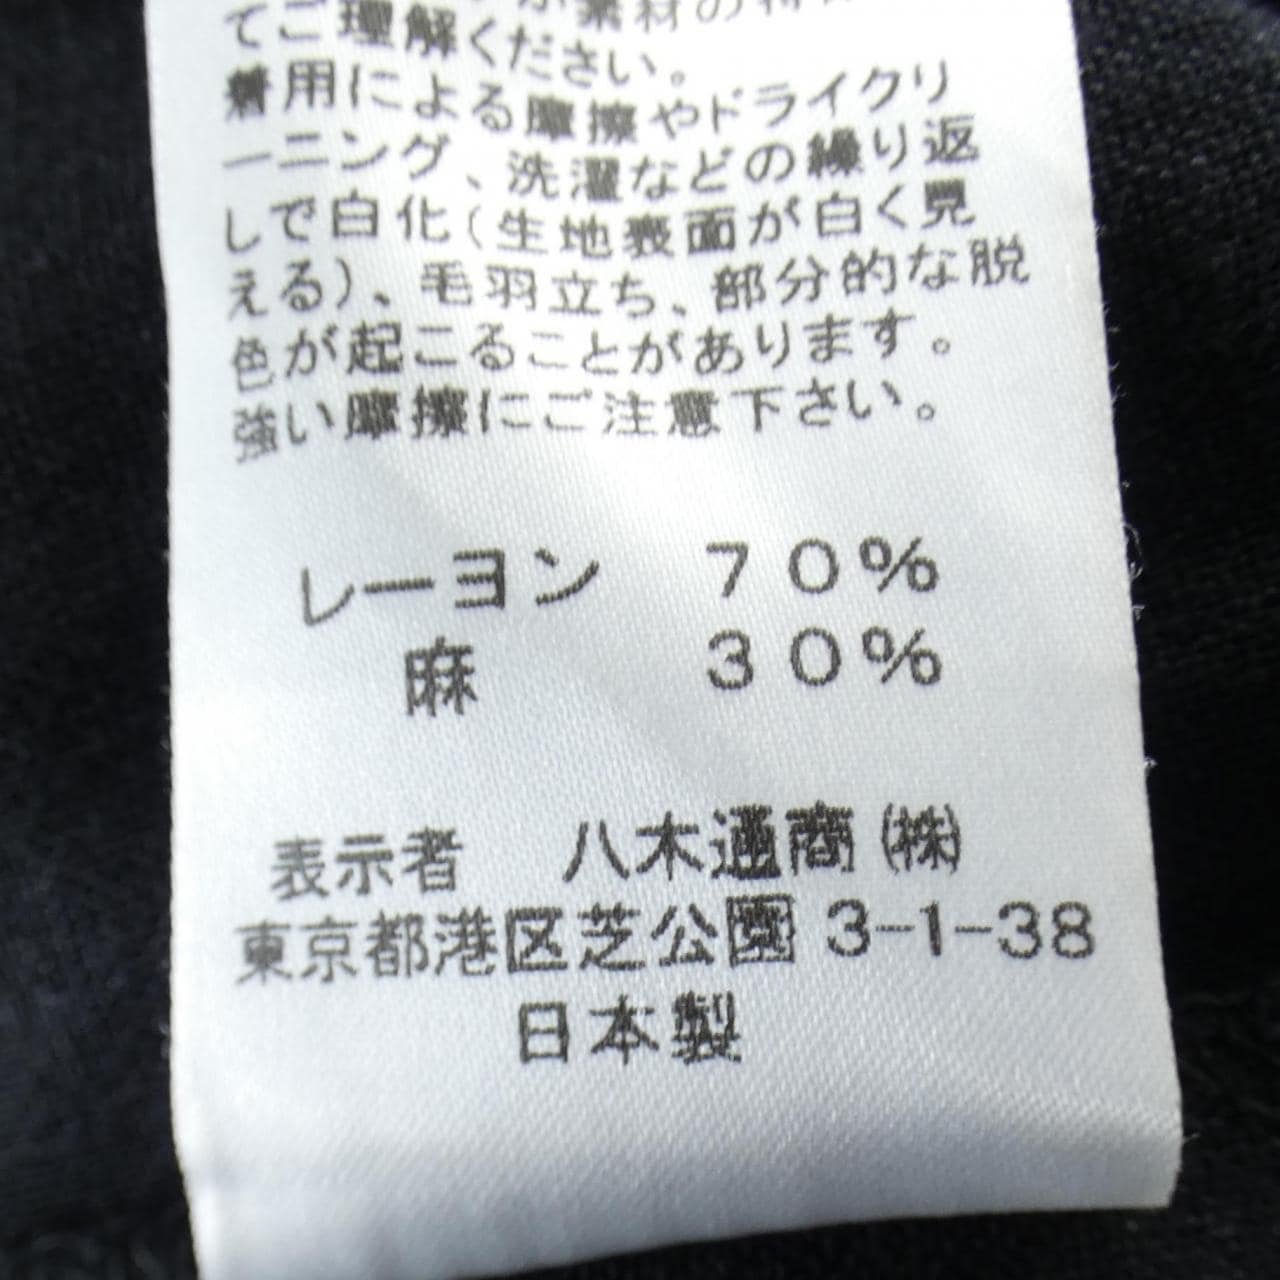 素材の特
てご理解ください。
着用による摩擦やドライクリ
ーニング、洗濯などの繰り返
しで白化(生地表面が白く見
える)、毛羽立ち、部分的な脱
色が起こることがあります。
強い摩擦にご注意下さい。
レーヨン 70%
麻 30%
表示者 八木通商㈱
東京都港区芝公園3-1-38
日本製